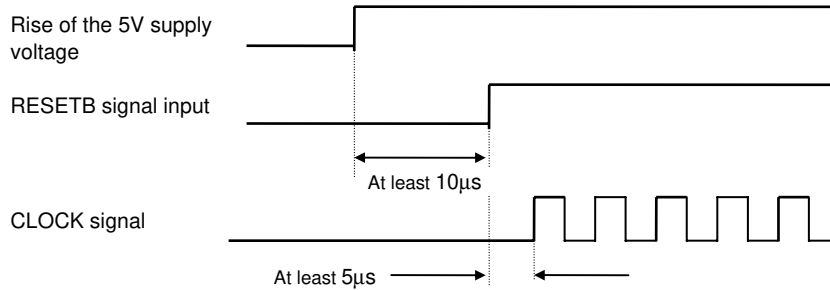 Rise of the 5V supply
voltage
RESETB signal input
At least 10μs
CLOCK signal
At least 5μs